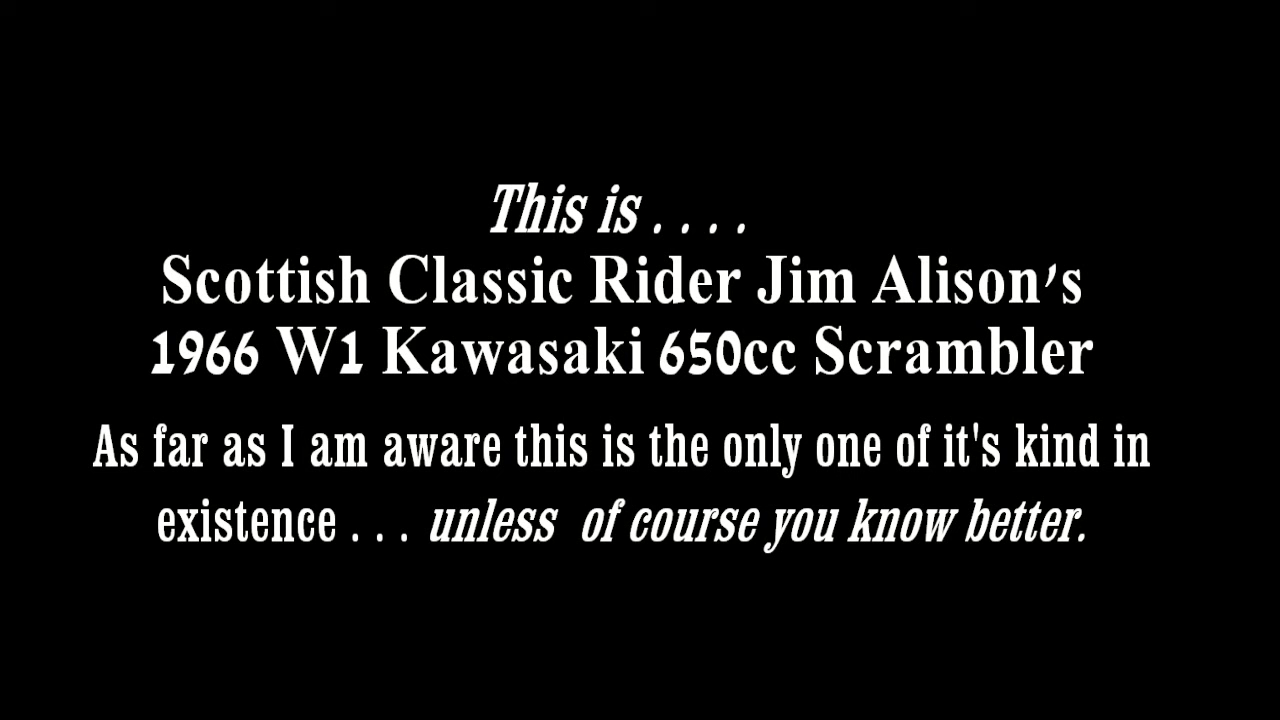 This is . . . .
Scottish Classic Rider Jim Alison's
1966 W1 Kawasaki 650cc Scrambler
As far as I am aware this is the only one of it's kind in
existence . . . unless of course you know better.